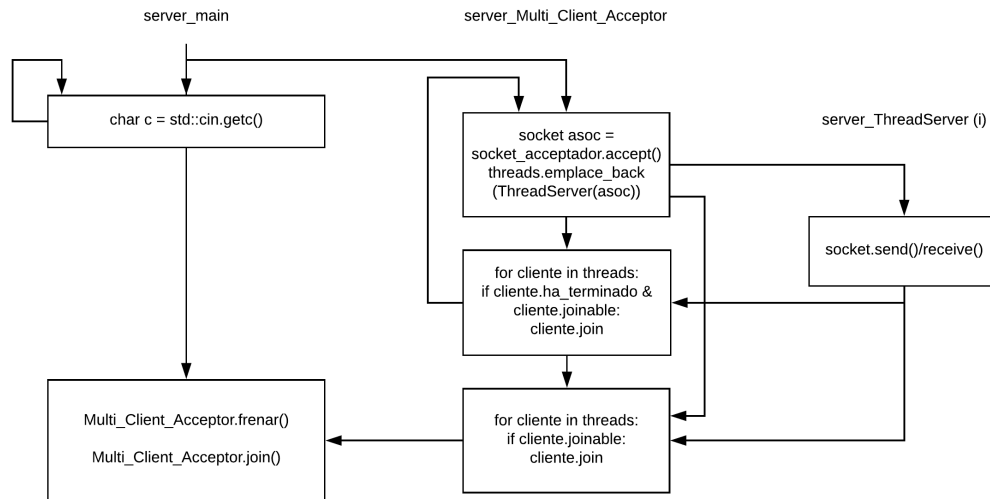 server_main
server_Multi_Client_Acceptor
char c = std::cin.getc()
server_ThreadServer (i)
socket asoc =
socket_acceptador.accept()
threads.emplace_back
(ThreadServer(asoc))
socket.send()/receive()
for cliente in threads:
if cliente.ha_terminado &
cliente.joinable:
cliente.join
Multi_Client_Acceptor.frenar()
Multi_Client_Acceptor.join()
for cliente in threads:
if cliente.joinable:
cliente.join